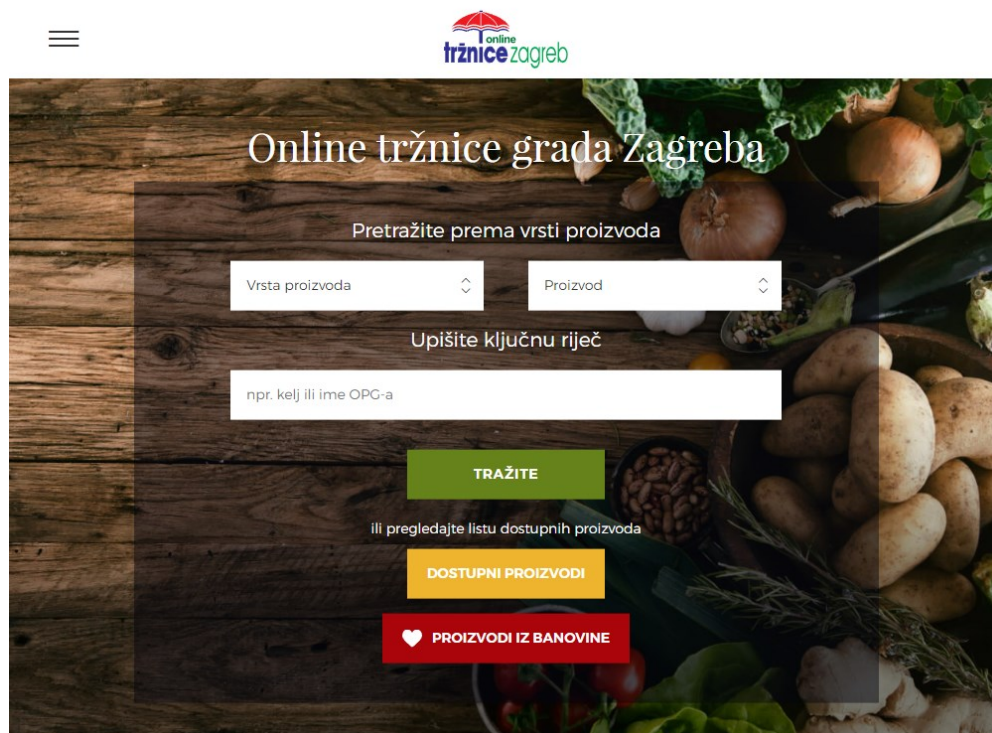 online
tržnice zagreb
Online tržnice grada Zagreba
Pretražite prema vrsti proizvoda
Vrsta proizvoda
Proizvod
Upišite ključnu riječ
npr. kelj ili ime OPG-a
TRAŽITE
ili pregledajte listu dostupnih proizvoda
DOSTUPNI PROIZVODI
PROIZVODI IZ BANOVINE